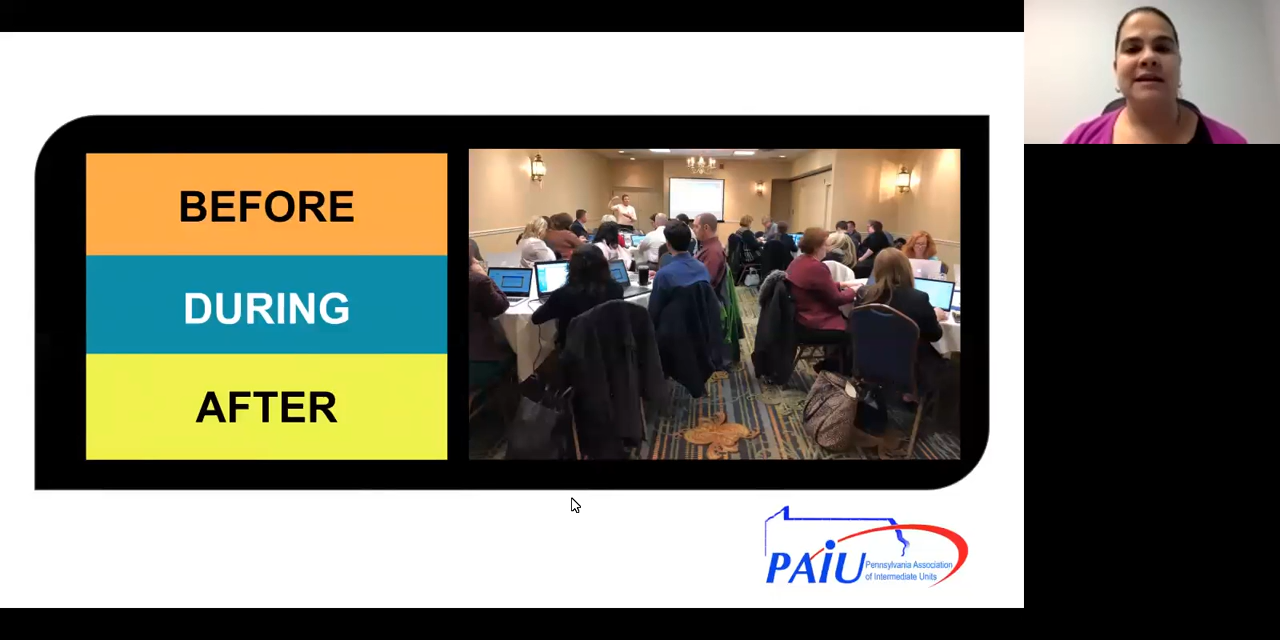 BEFORE
DURING
AFTER
PAIU
Pennsylvania Association
of Intermediate Units